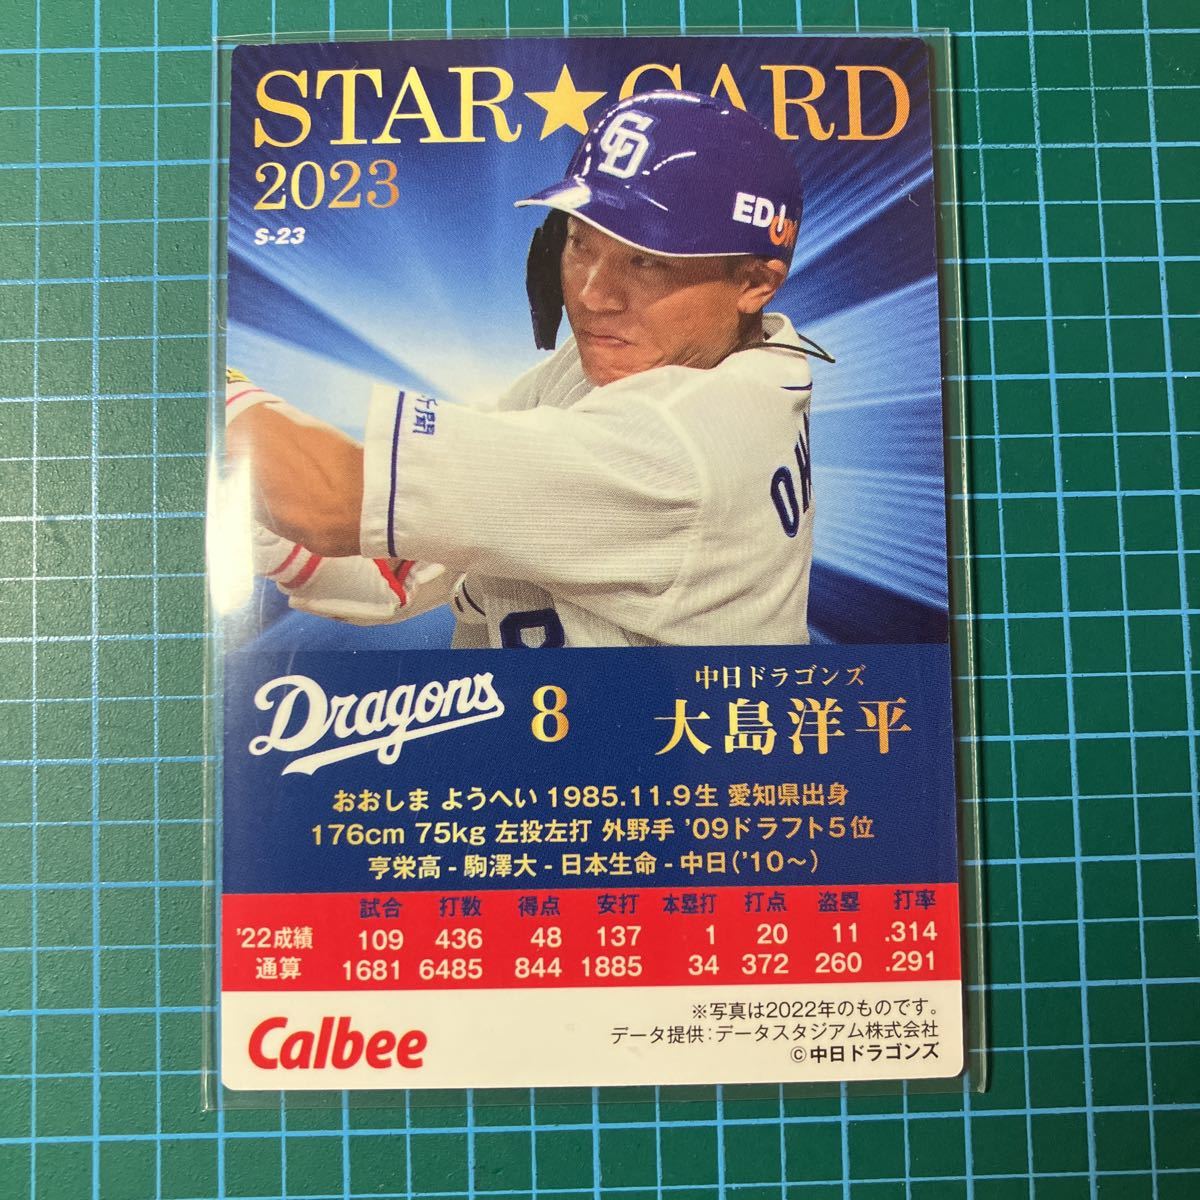 STAR★CARD
2023
S-23
CD
EDION
新聞
OH
8
Dragons
8
中日ドラゴンズ
大島洋平
おおしま ようへい 1985.11.9生 愛知県出身
176cm 75kg 左投左打 外野手 '09ドラフト5位
享栄高 - 駒澤大 - 日本生命 - 中日('10〜)
試合 打数 得点 安打 本塁打 打点 盗塁 打率
'22成績 109 436 48 137 1 20 11 .314
通算 1681 6485 844 1885 34 372 260 .291
Calbee
※写真は2022年のものです。
データ提供:データスタジアム株式会社
©中日ドラゴンズ